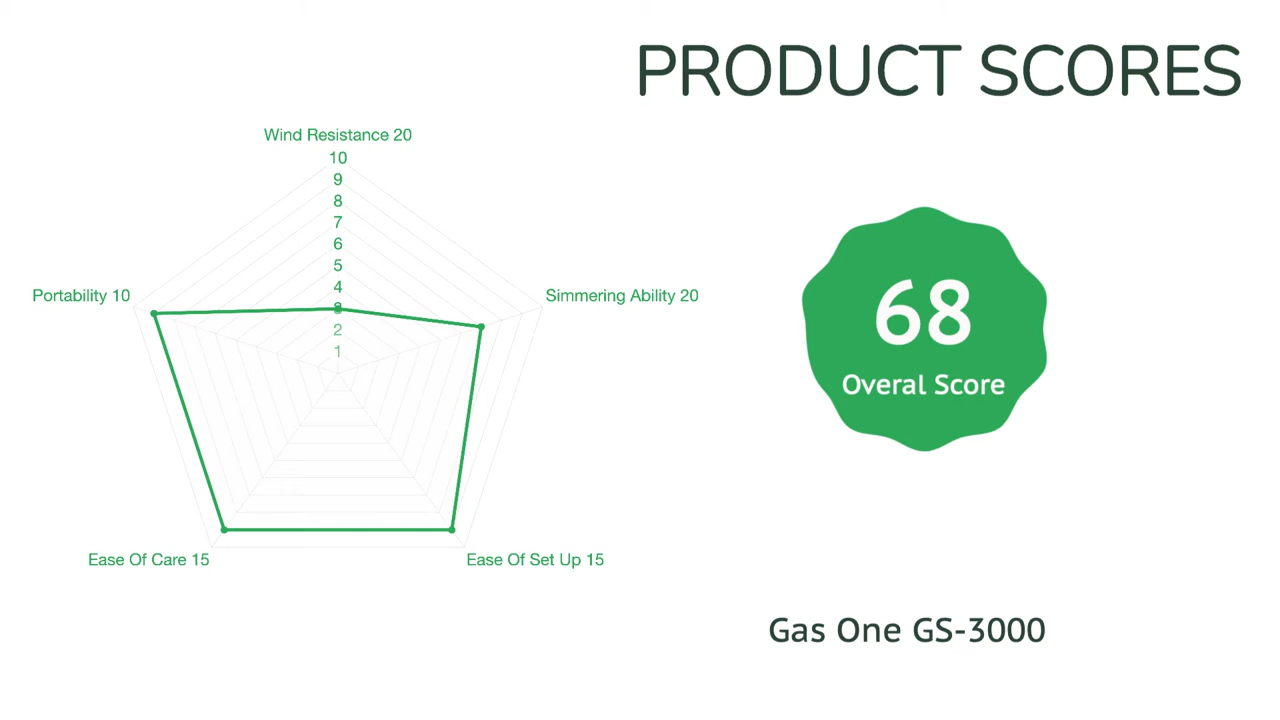 PRODUCT SCORES
Wind Resistance 20
10
9
8
7
6
5
4
3
2
1
Portability 10
Simmering Ability 20
Ease Of Care 15
Ease Of Set Up 15
68
Overal Score
Gas One GS-3000